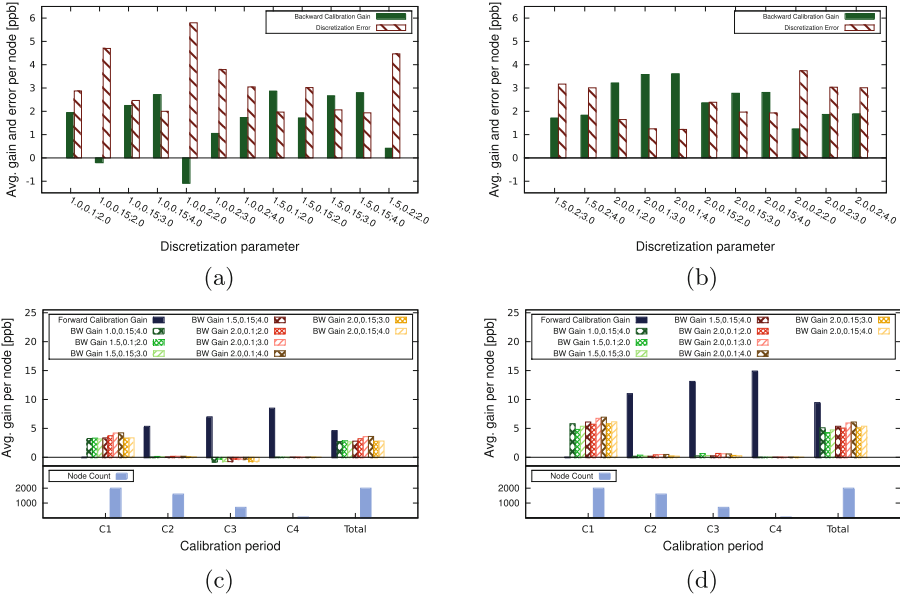 Avg. gain and error per node [ppb]
6
5
4
3
2
1
0
-1
Backward Calibration Gain
Discretization Error
1.0,0.1;2.0
1.0,0.15;2.0
1.0,0.15;3.0
1.0,0.15;4.0
1.0,0.2;2.0
1.0,0.2;3.0
1.0,0.2;4.0
1.5,0.1;2.0
1.5,0.15;2.0
1.5,0.15;3.0
1.5,0.15;4.0
1.5,0.2;2.0
Discretization parameter
(a)
Avg. gain and error per node [ppb]
6
5
4
3
2
1
0
-1
Backward Calibration Gain
Discretization Error
1.5,0.2;3.0
1.5,0.2;4.0
2.0,0.1;2.0
2.0,0.1;3.0
2.0,0.1;4.0
2.0,0.15;2.0
2.0,0.15;3.0
2.0,0.15;4.0
2.0,0.2;2.0
2.0,0.2;3.0
2.0,0.2;4.0
Discretization parameter
(b)
Avg. gain per node [ppb]
25
20
15
10
5
0
Forward Calibration Gain
BW Gain 1.0,0.15;4.0
BW Gain 1.5,0.1;2.0
BW Gain 1.5,0.15;3.0
BW Gain 1.5,0.15;4.0
BW Gain 2.0,0.1;2.0
BW Gain 2.0,0.1;3.0
BW Gain 2.0,0.1;4.0
BW Gain 2.0,0.15;3.0
BW Gain 2.0,0.15;4.0
Node Count
2000
1000
C1 C2 C3 C4 Total
Calibration period
(c)
Avg. gain per node [ppb]
25
20
15
10
5
0
Forward Calibration Gain
BW Gain 1.0,0.15;4.0
BW Gain 1.5,0.1;2.0
BW Gain 1.5,0.15;3.0
BW Gain 1.5,0.15;4.0
BW Gain 2.0,0.1;2.0
BW Gain 2.0,0.1;3.0
BW Gain 2.0,0.1;4.0
BW Gain 2.0,0.15;3.0
BW Gain 2.0,0.15;4.0
Node Count
2000
1000
C1 C2 C3 C4 Total
Calibration period
(d)